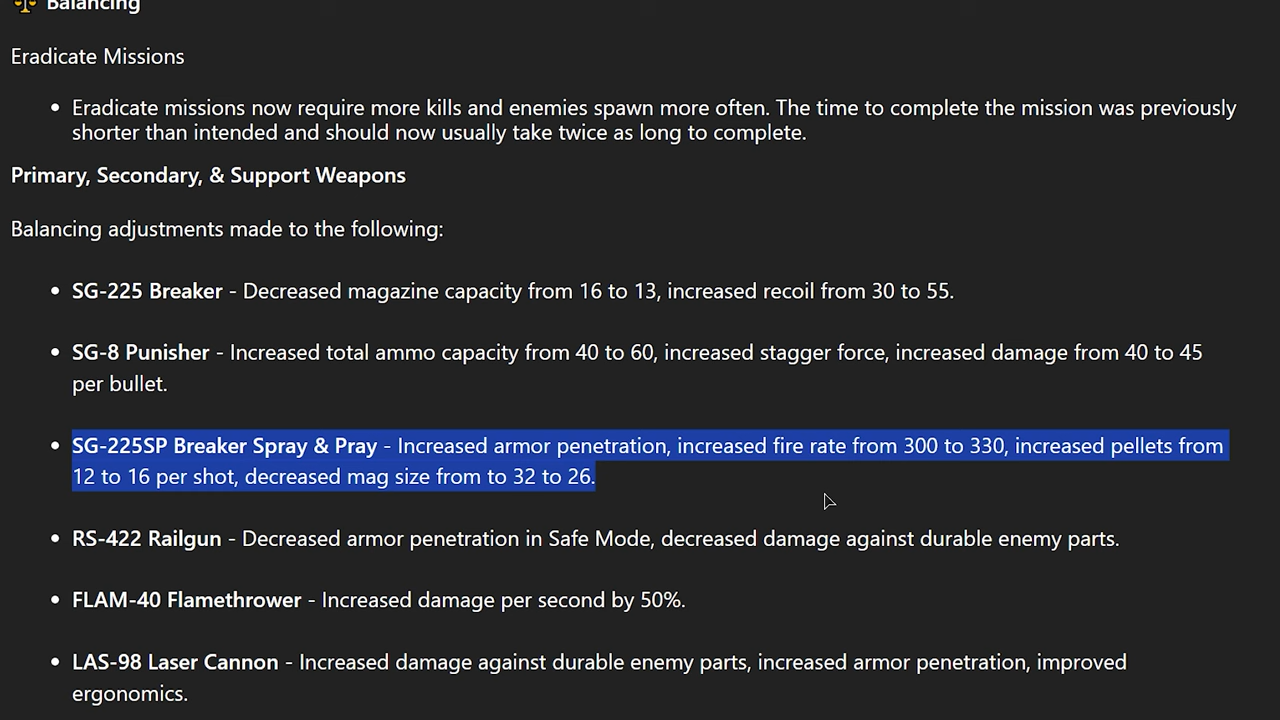 Balancing
Eradicate Missions
• Eradicate missions now require more kills and enemies spawn more often. The time to complete the mission was previously
shorter than intended and should now usually take twice as long to complete.
Primary, Secondary, & Support Weapons
Balancing adjustments made to the following:
• SG-225 Breaker - Decreased magazine capacity from 16 to 13, increased recoil from 30 to 55.
• SG-8 Punisher - Increased total ammo capacity from 40 to 60, increased stagger force, increased damage from 40 to 45
per bullet.
• SG-225SP Breaker Spray & Pray - Increased armor penetration, increased fire rate from 300 to 330, increased pellets from
12 to 16 per shot, decreased mag size from to 32 to 26.
• RS-422 Railgun - Decreased armor penetration in Safe Mode, decreased damage against durable enemy parts.
• FLAM-40 Flamethrower - Increased damage per second by 50%.
• LAS-98 Laser Cannon - Increased damage against durable enemy parts, increased armor penetration, improved
ergonomics.